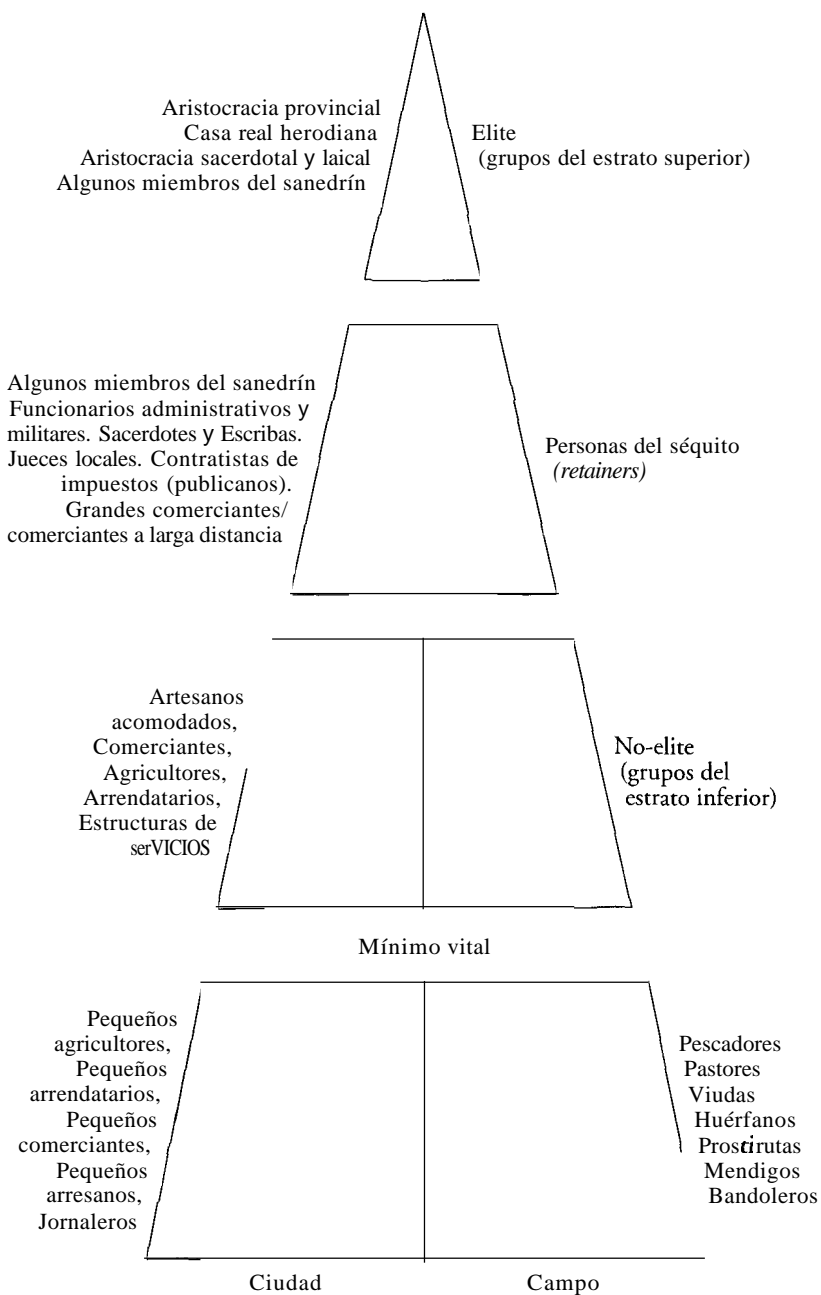 Aristocracia provincial
Casa real herodiana
Aristocracia sacerdotal y laical
Algunos miembros del sanedrín
Elite
(grupos del estrato superior)
Algunos miembros del sanedrín
Funcionarios administrativos y
militares. Sacerdotes y Escribas.
Jueces locales. Contratistas de
impuestos (publicanos).
Grandes comerciantes/
comerciantes a larga distancia
Personas del séquito
(retainers)
Artesanos
acomodados,
Comerciantes,
Agricultores,
Arrendatarios,
Estructuras de
serVICIOS
No-elite
(grupos del
estrato inferior)
Mínimo vital
Pequeños
agricultores,
Pequeños
arrendatarios,
Pequeños
comerciantes,
Pequeños
arresanos,
Jornaleros
Pescadores
Pastores
Viudas
Huérfanos
Prostirutas
Mendigos
Bandoleros
Ciudad
Campo